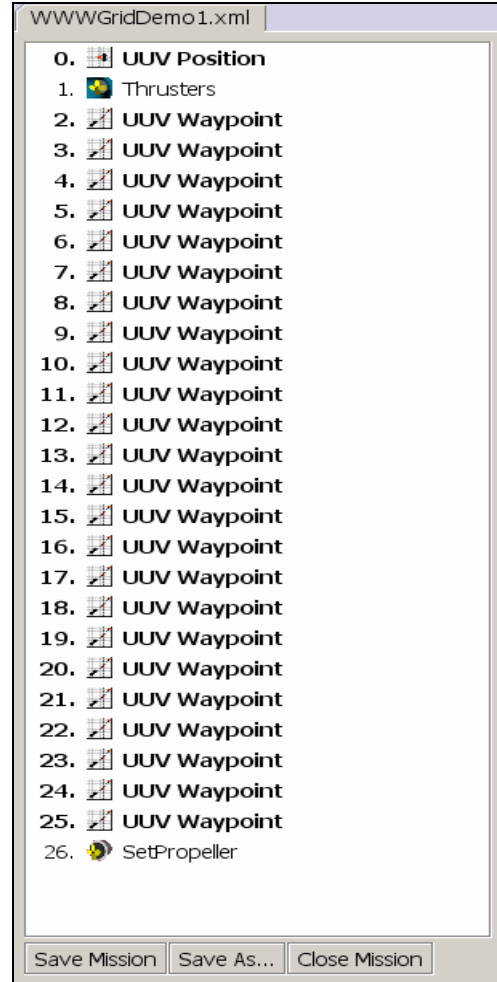 WWWGridDemo1.xml
0. UUV Position
1. Thrusters
2. UUV Waypoint
3. UUV Waypoint
4. UUV Waypoint
5. UUV Waypoint
6. UUV Waypoint
7. UUV Waypoint
8. UUV Waypoint
9. UUV Waypoint
10. UUV Waypoint
11. UUV Waypoint
12. UUV Waypoint
13. UUV Waypoint
14. UUV Waypoint
15. UUV Waypoint
16. UUV Waypoint
17. UUV Waypoint
18. UUV Waypoint
19. UUV Waypoint
20. UUV Waypoint
21. UUV Waypoint
22. UUV Waypoint
23. UUV Waypoint
24. UUV Waypoint
25. UUV Waypoint
26. SetPropeller
Save Mission Save As... Close Mission